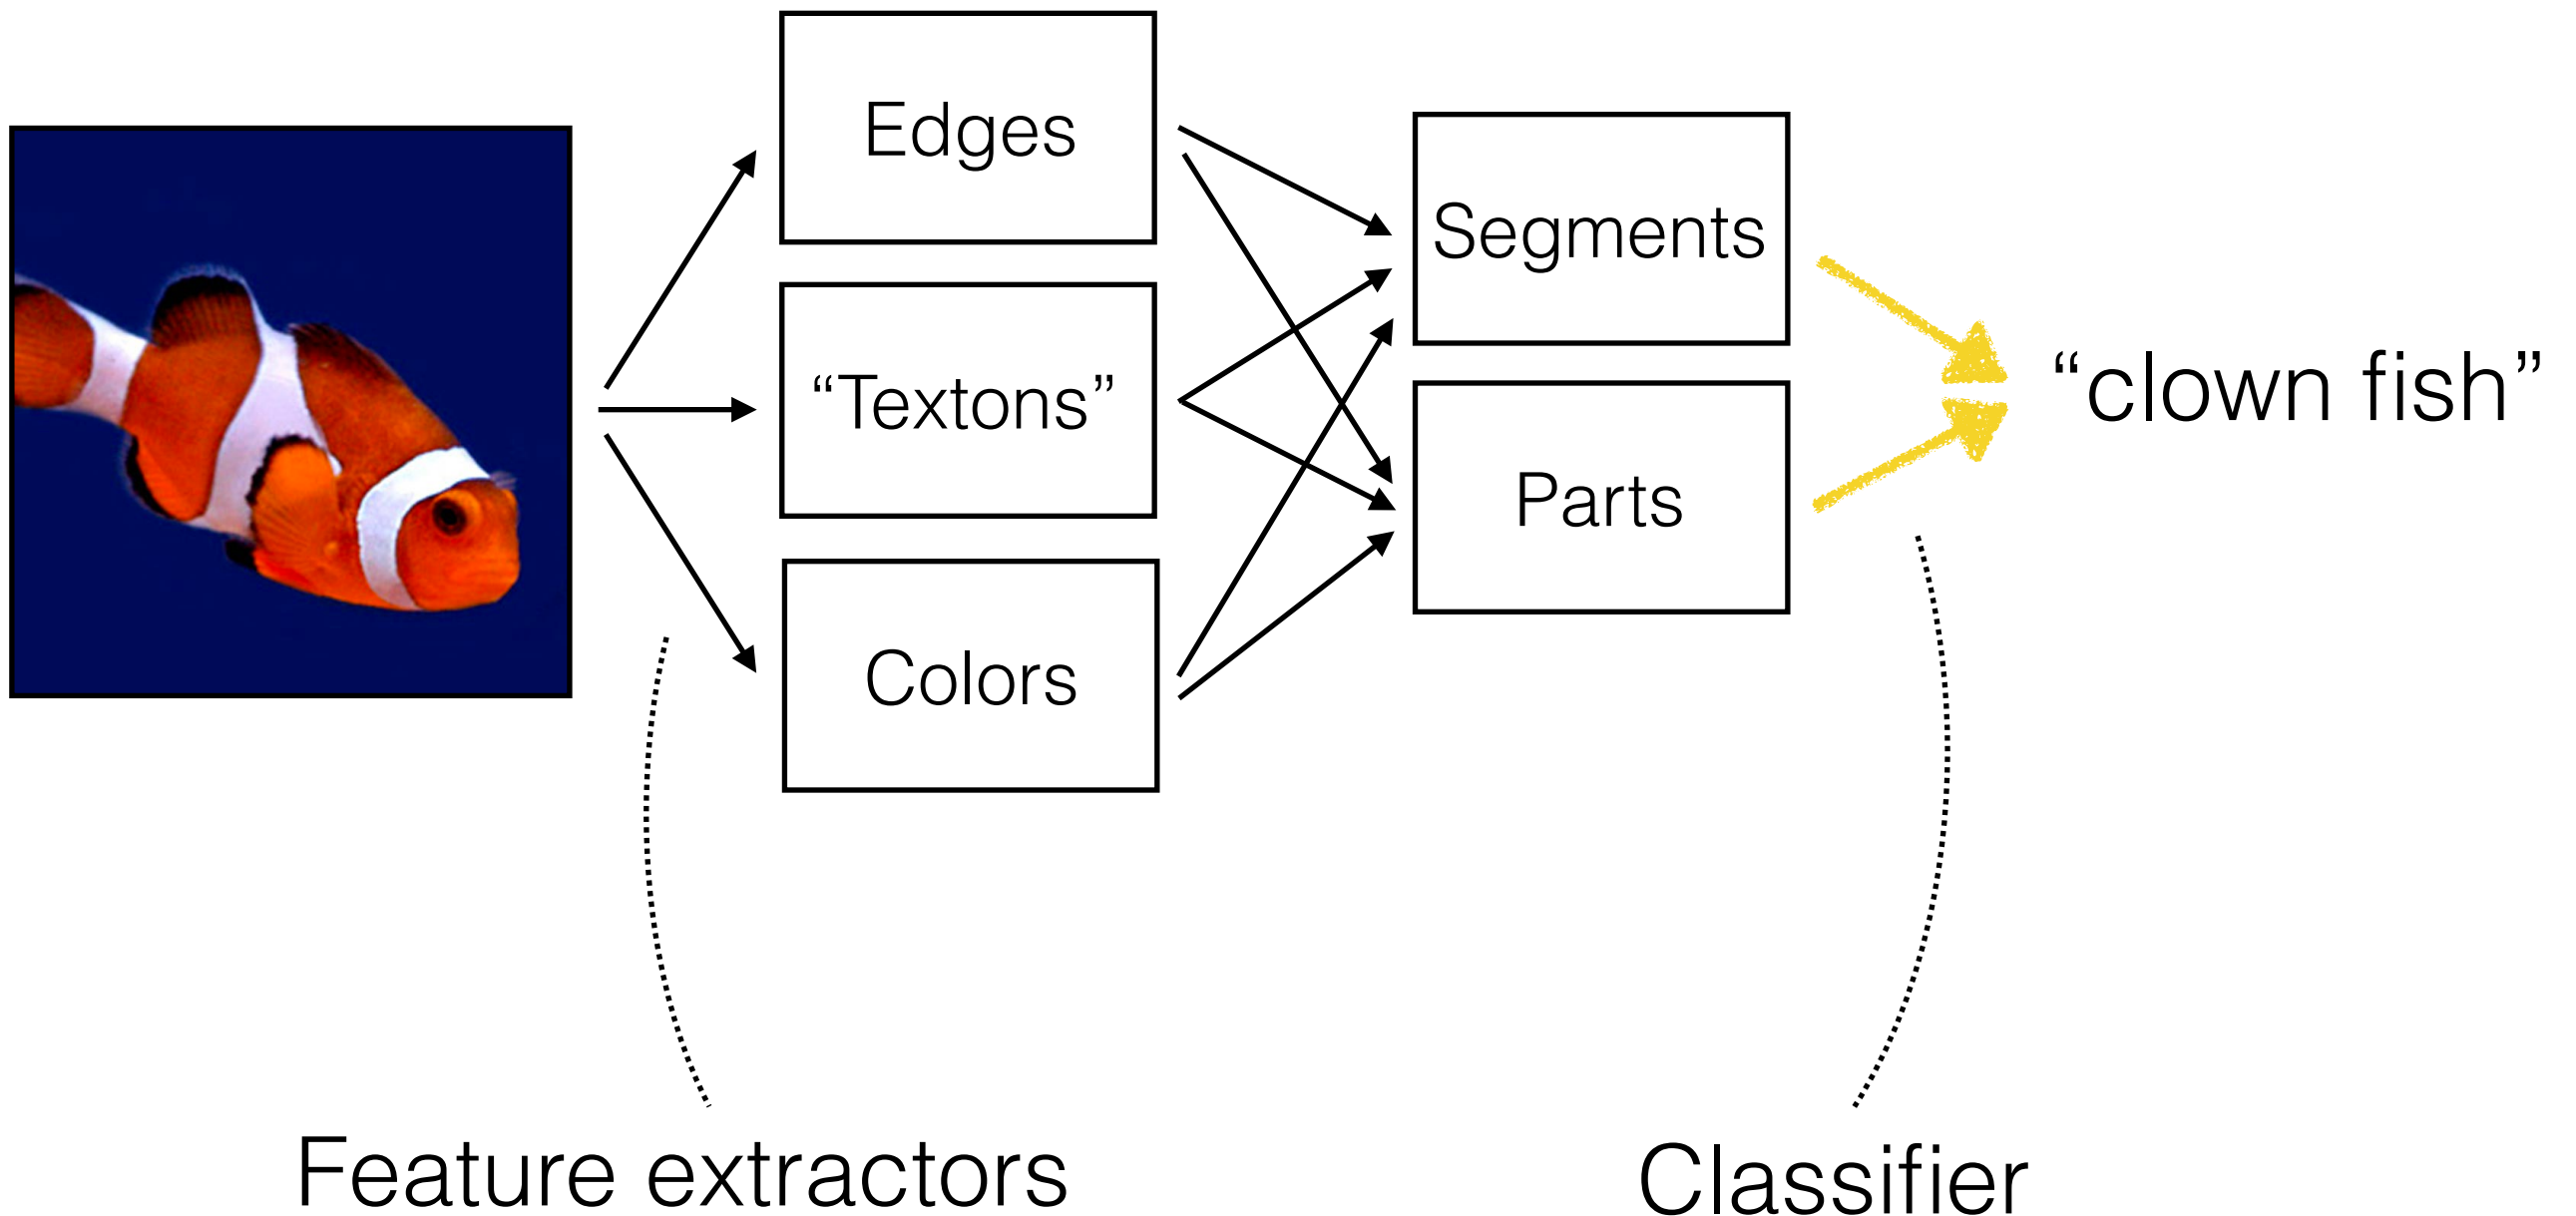 Edges
“Textons”
Colors
Segments
Parts
“clown fish”
Feature extractors
Classifier